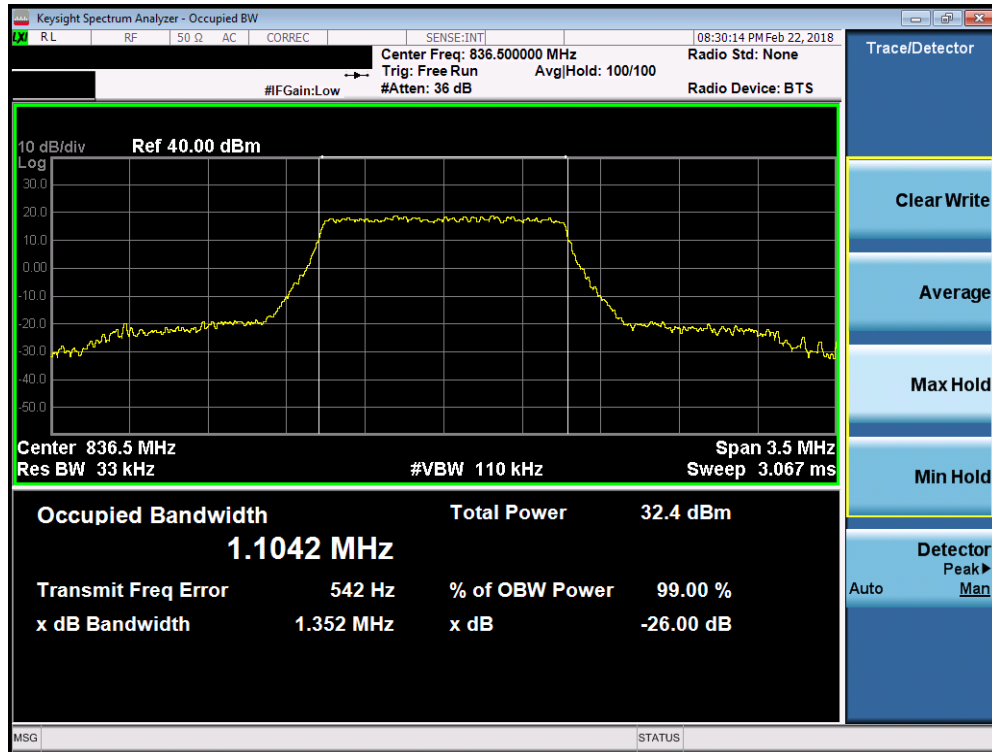 Keysight Spectrum Analyzer - Occupied BW
LXI RL RF 50 Ω AC CORREC SENSE:INT 08:30:14 PM Feb 22, 2018
Center Freq: 836.500000 MHz Radio Std: None
Trig: Free Run Avg|Hold: 100/100
#IFGain:Low #Atten: 36 dB Radio Device: BTS
Trace/Detector
10 dB/div Ref 40.00 dBm
Log
30.0
20.0
10.0
0.00
-10.0
-20.0
-30.0
-40.0
-50.0
Center 836.5 MHz Span 3.5 MHz
Res BW 33 kHz #VBW 110 kHz Sweep 3.067 ms
Occupied Bandwidth Total Power 32.4 dBm
1.1042 MHz
Transmit Freq Error 542 Hz % of OBW Power 99.00 %
x dB Bandwidth 1.352 MHz x dB -26.00 dB
Clear Write
Average
Max Hold
Min Hold
Detector
Peak▶
Auto Man
MSG STATUS